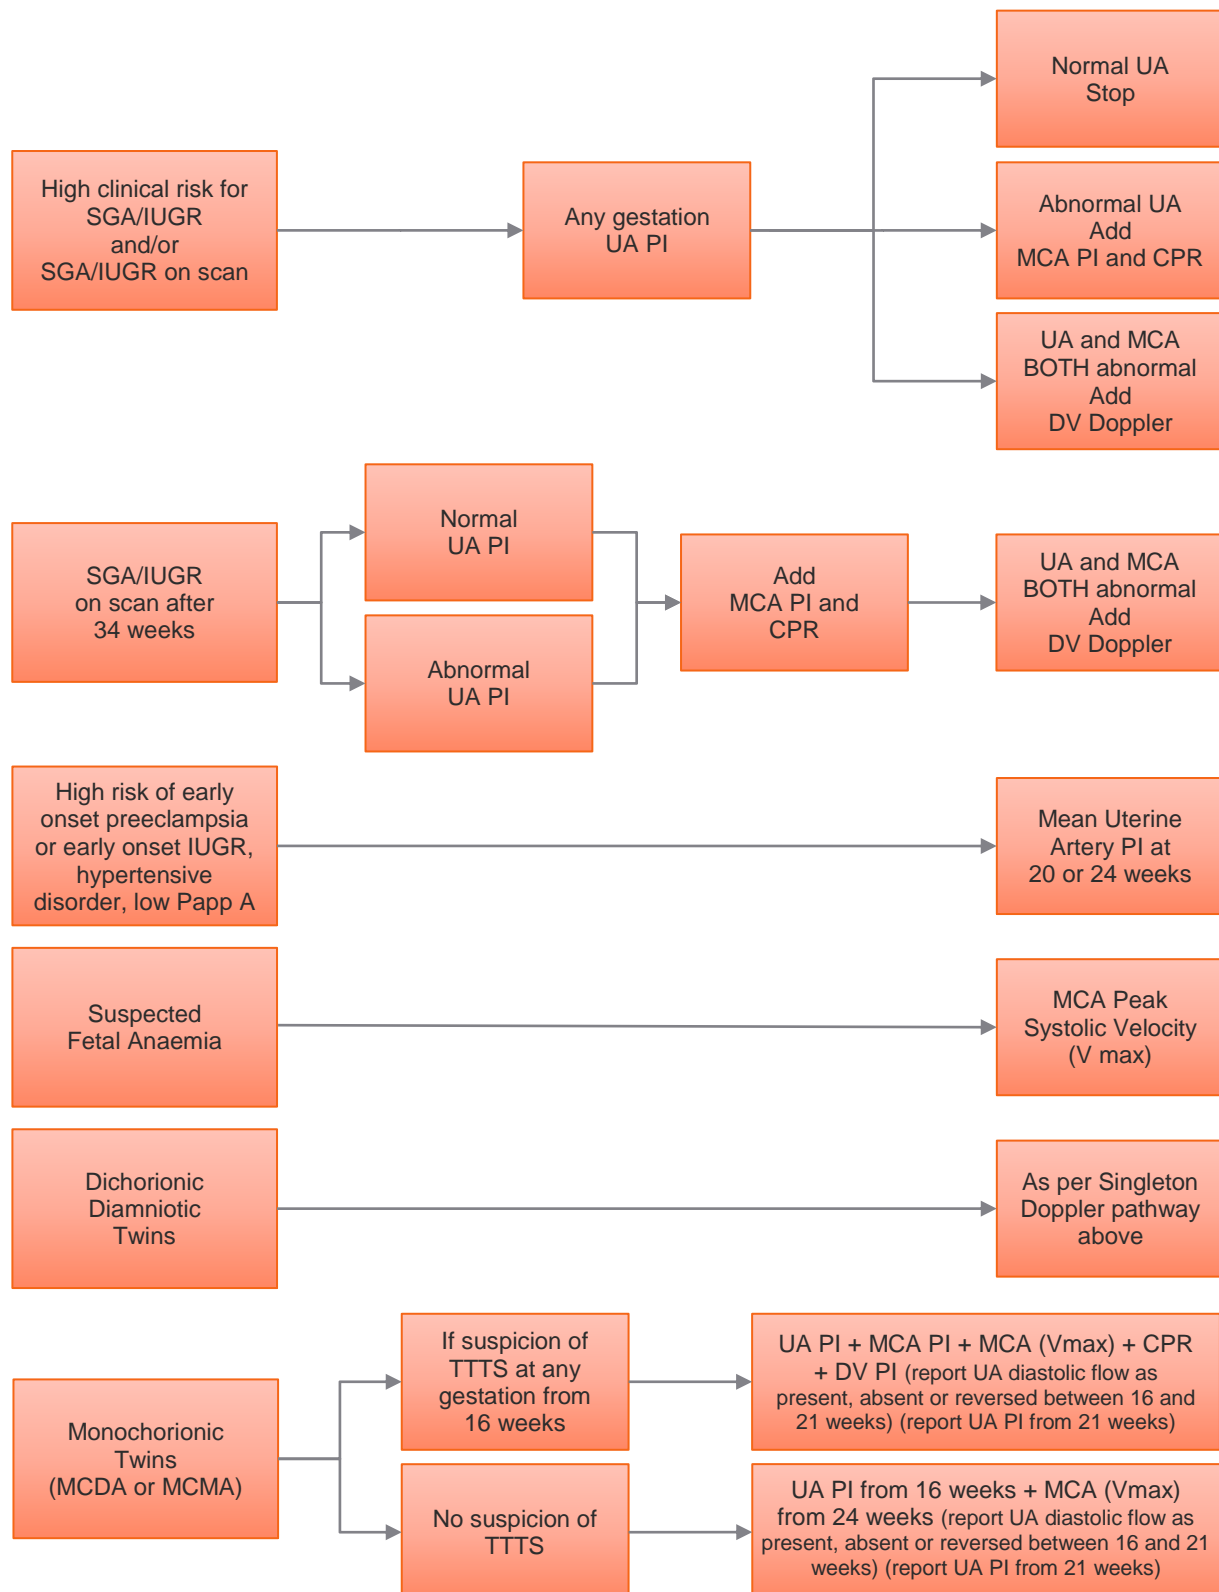 Normal UA
Stop
High clinical risk for
SGA/IUGR
and/or
SGA/IUGR on scan
Any gestation
UA PI
Abnormal UA
Add
MCA PI and CPR
UA and MCA
BOTH abnormal
Add
DV Doppler
SGA/IUGR
on scan after
34 weeks
Normal
UA PI
Abnormal
UA PI
Add
MCA PI and
CPR
UA and MCA
BOTH abnormal
Add
DV Doppler
High risk of early
onset preeclampsia
or early onset IUGR,
hypertensive
disorder, low Papp A
Mean Uterine
Artery PI at
20 or 24 weeks
Suspected
Fetal Anaemia
MCA Peak
Systolic Velocity
(V max)
Dichorionic
Diamniotic
Twins
As per Singleton
Doppler pathway
above
Monochorionic
Twins
(MCDA or MCMA)
If suspicion of
TTTS at any
gestation from
16 weeks
UA PI + MCA PI + MCA (Vmax) + CPR
+ DV PI (report UA diastolic flow as
present, absent or reversed between 16 and
21 weeks) (report UA PI from 21 weeks)
No suspicion of
TTTS
UA PI from 16 weeks + MCA (Vmax)
from 24 weeks (report UA diastolic flow as
present, absent or reversed between 16 and 21
weeks) (report UA PI from 21 weeks)